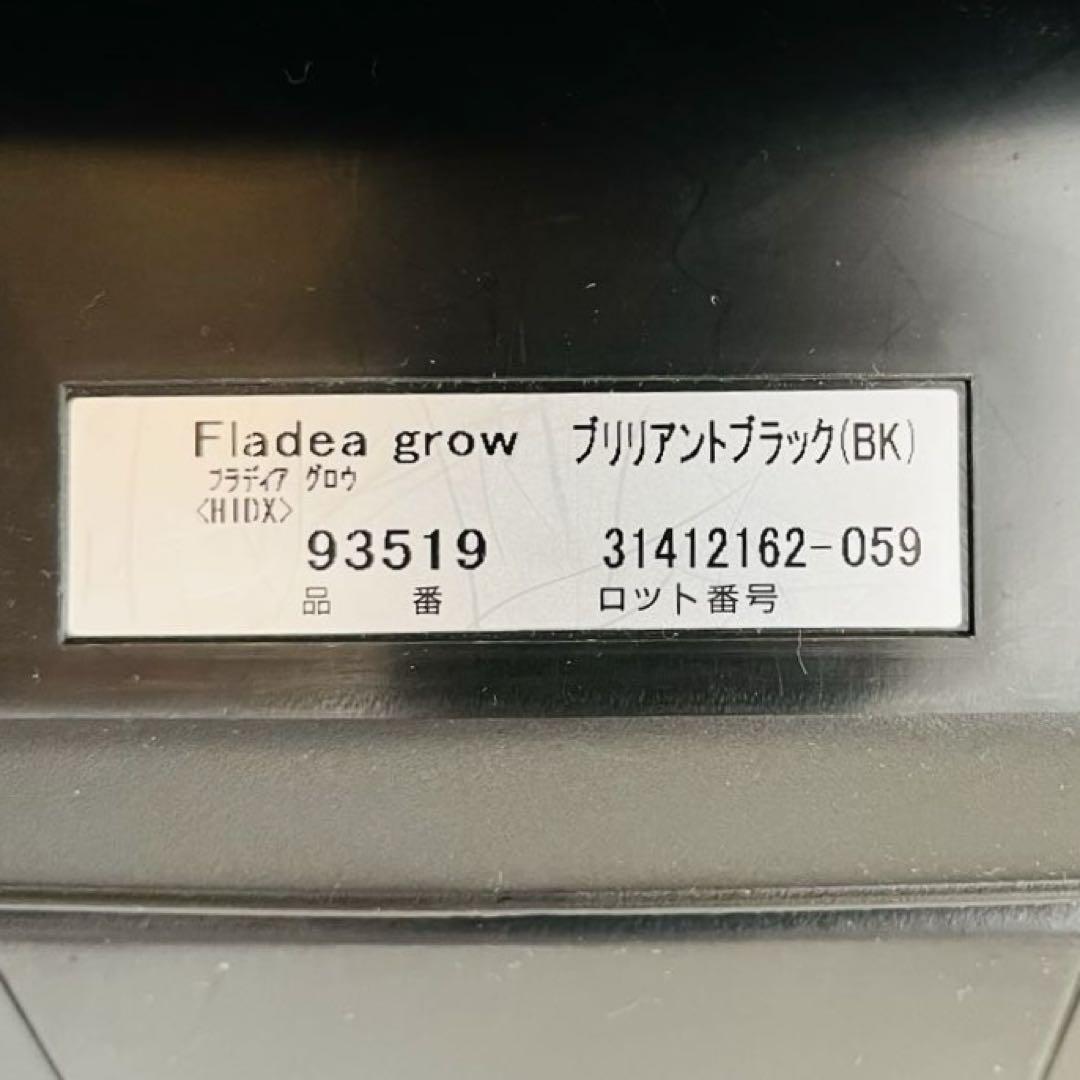 Fladea grow ブリリアントブラック(BK)
フラディア グロウ
〈HIDX〉
93519 31412162-059
品 番 ロット番号